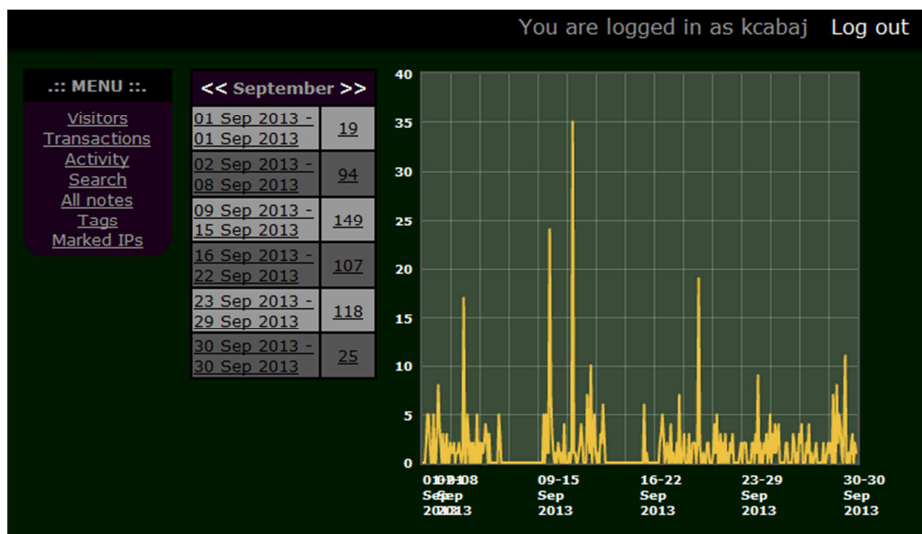 You are logged in as kcabaj Log out
.:: MENU ::.
Visitors
Transactions
Activity
Search
All notes
Tags
Marked IPs
<< September >>
01 Sep 2013 -
01 Sep 2013
19
02 Sep 2013 -
08 Sep 2013
94
09 Sep 2013 -
15 Sep 2013
149
16 Sep 2013 -
22 Sep 2013
107
23 Sep 2013 -
29 Sep 2013
118
30 Sep 2013 -
30 Sep 2013
25
40
35
30
25
20
15
10
5
0
09-15
Sep
2013
16-22
Sep
2013
23-29
Sep
2013
30-30
Sep
2013